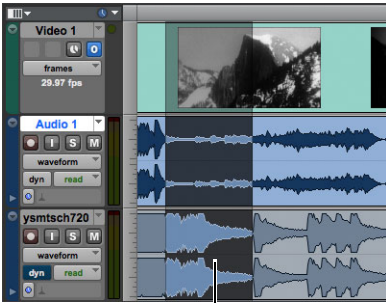 Video 1
O
frames
29.97 fps
Audio 1
I S M
waveform
dyn read
ysmtsch720
I S M
waveform
dyn read